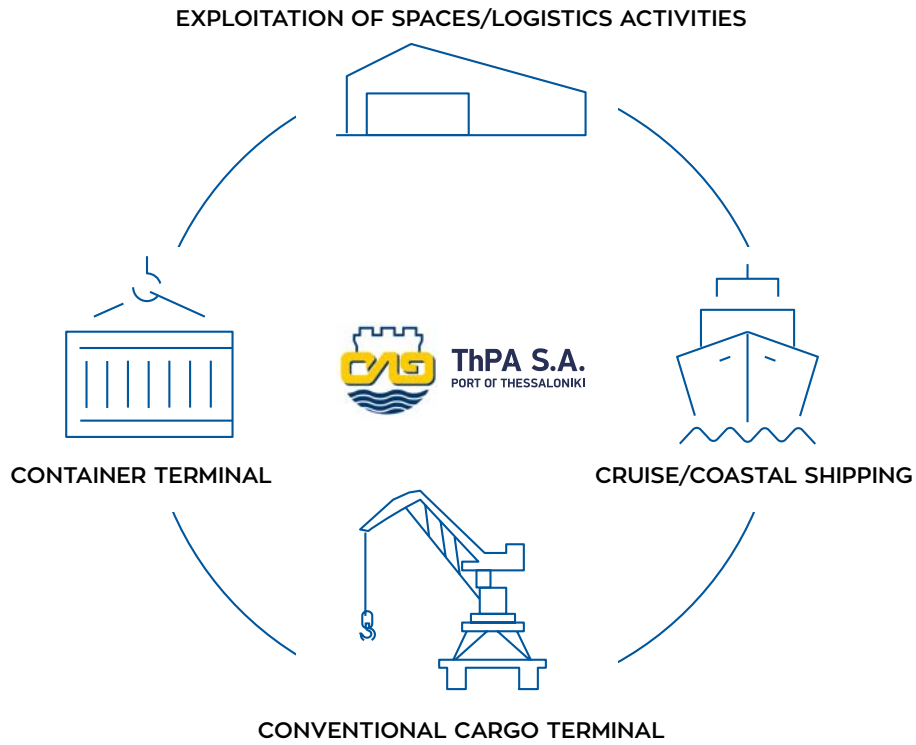 EXPLOITATION OF SPACES/LOGISTICS ACTIVITIES
ThPA S.A.
PORT OF THESSALONIKI
CONTAINER TERMINAL
CRUISE/COASTAL SHIPPING
CONVENTIONAL CARGO TERMINAL